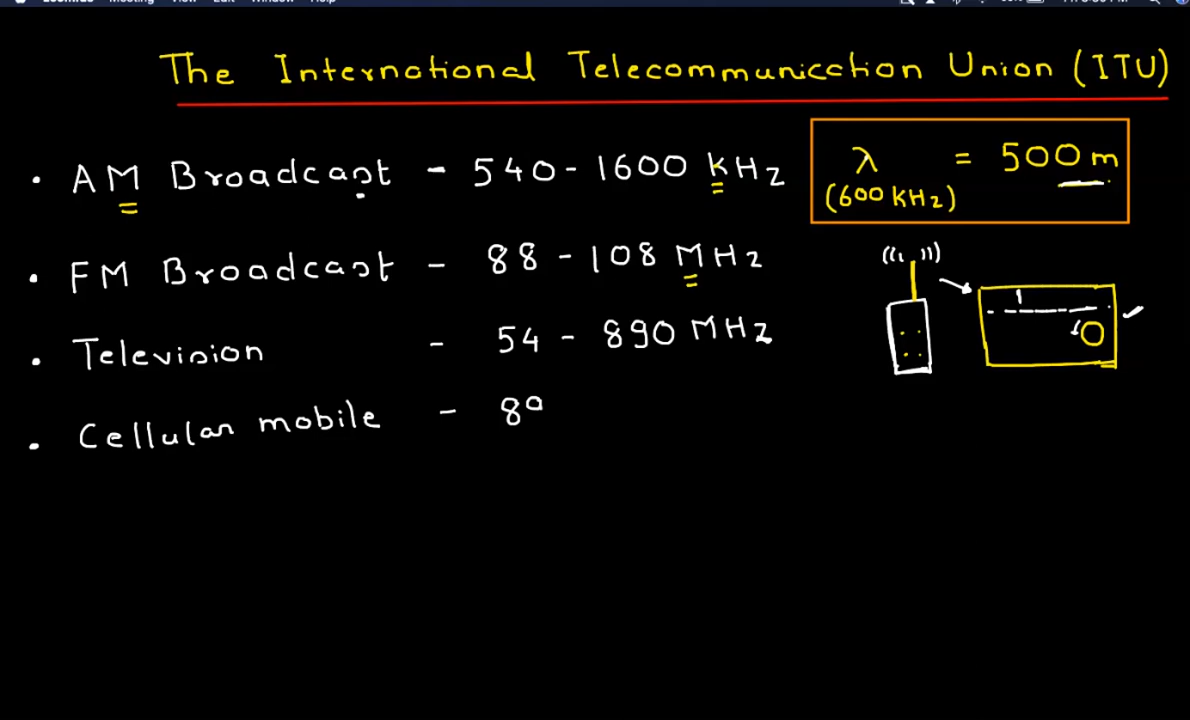 The International Telecommunication Union (ITU)
• AM Broadcast - 540-1600 KHz
λ = 500 m
(600 KHz)
• FM Broadcast - 88-108 MHz
• Television - 54-890 MHz
• Cellular mobile - 89